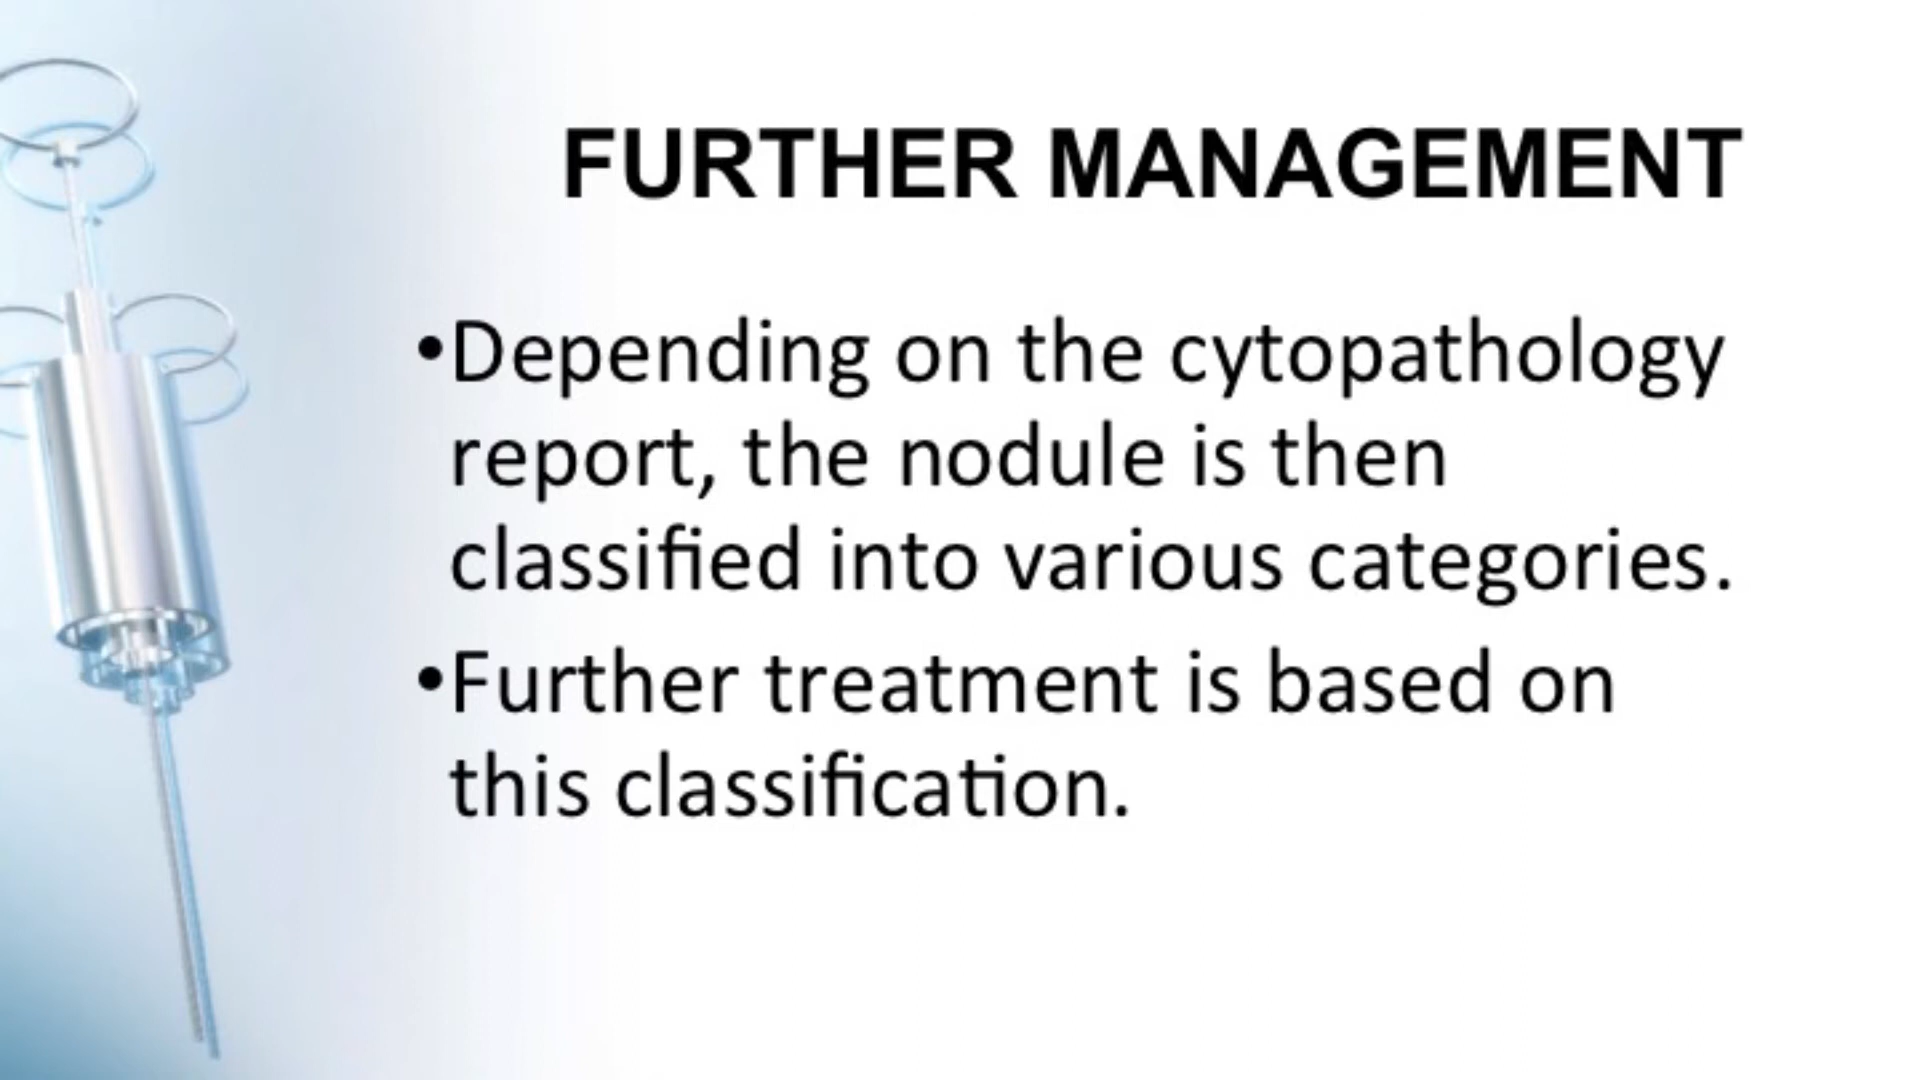 FURTHER MANAGEMENT
•Depending on the cytopathology
report, the nodule is then
classified into various categories.
•Further treatment is based on
this classification.